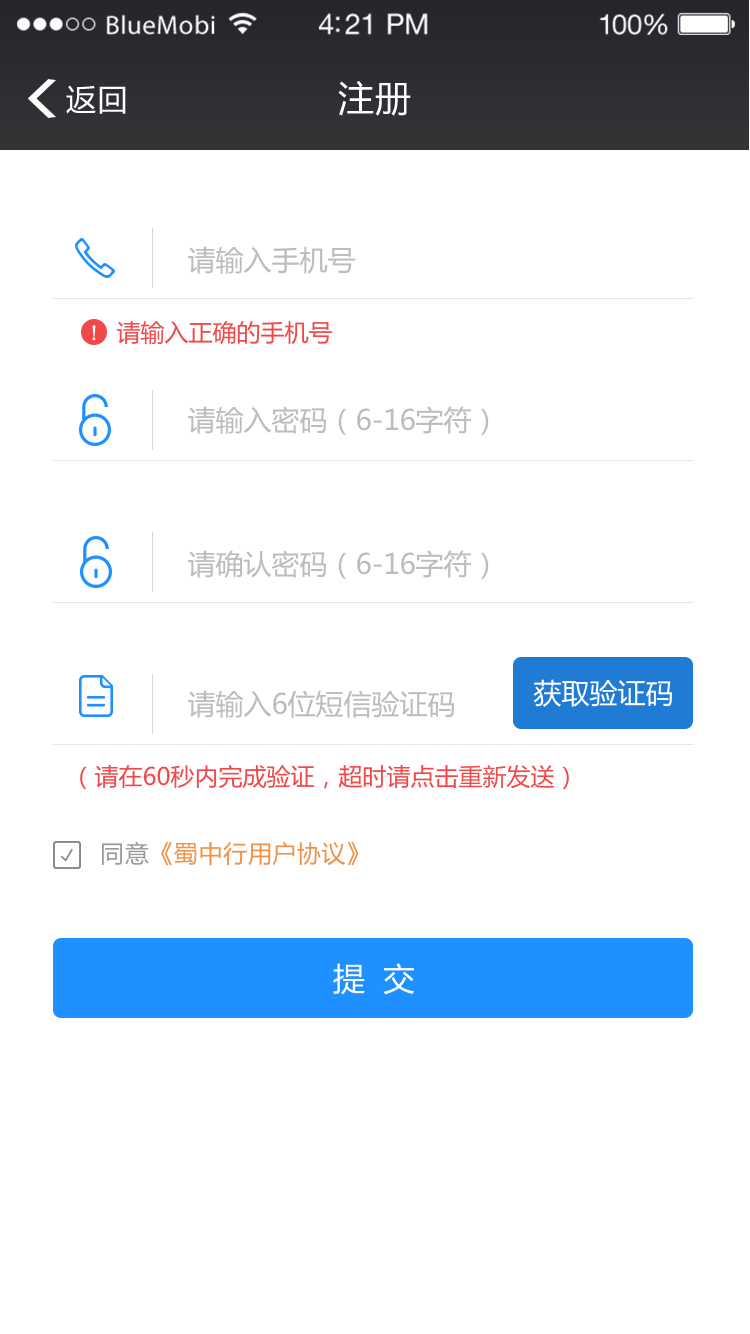 BlueMobi 4:21 PM 100%
返回 注册
请输入手机号
请输入正确的手机号
请输入密码（6-16字符）
请确认密码（6-16字符）
请输入6位短信验证码 获取验证码
（请在60秒内完成验证，超时请点击重新发送）
同意《蜀中行用户协议》
提 交